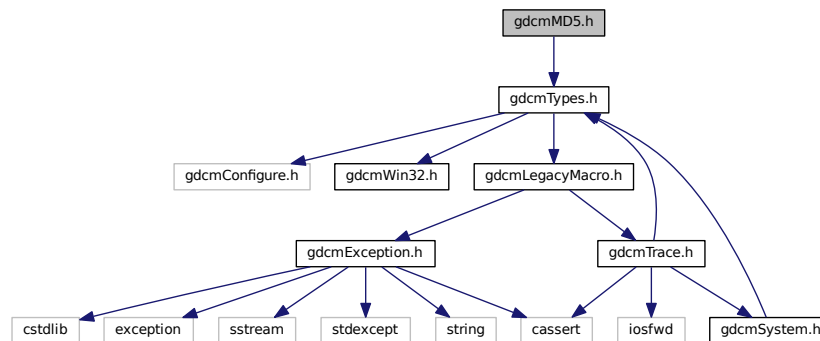 gdcmMD5.h
gdcmTypes.h
gdcmConfigure.h
gdcmWin32.h
gdcmLegacyMacro.h
gdcmException.h
gdcmTrace.h
cstdlib
exception
sstream
stdexcept
string
cassert
iosfwd
gdcmSystem.h